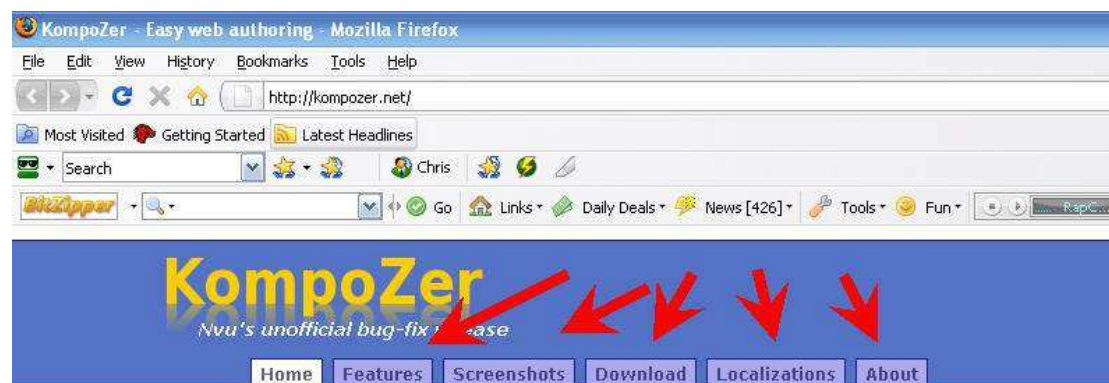 KompoZer - Easy web authoring - Mozilla Firefox
File Edit View History Bookmarks Tools Help
http://kompozer.net/
Most Visited Getting Started Latest Headlines
Search Chris
BitZipper Go Links Daily Deals News [426] Tools Fun RapC...
KompoZer
Nvu's unofficial bug-fix
Home Features Screenshots Download Localizations About